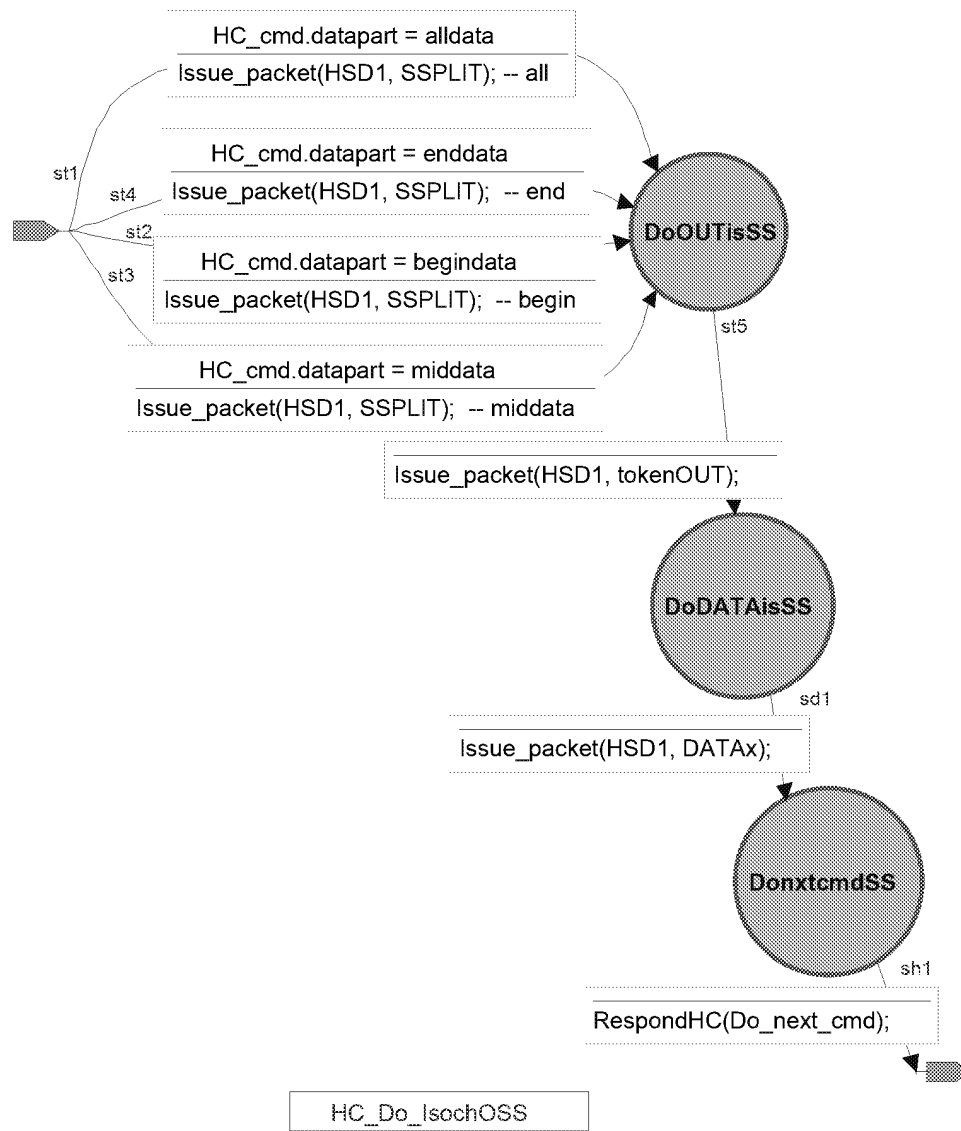 HC_cmd.datapart = alldata
Issue_packet(HSD1, SSPLIT); -- all
st1
HC_cmd.datapart = enddata
st4
Issue_packet(HSD1, SSPLIT);  -- end
DoOUTisSS
st2
HC_cmd.datapart = begindata
st3
Issue_packet(HSD1, SSPLIT);  -- begin
st5
HC_cmd.datapart = middata
Issue_packet(HSD1, SSPLIT);  -- middata
Issue_packet(HSD1, tokenOUT);
DoDATAisSS
sd1
Issue_packet(HSD1, DATAx);
DonxtcmdSS
sh1
RespondHC(Do_next_cmd);
HC_Do_IsochOSS